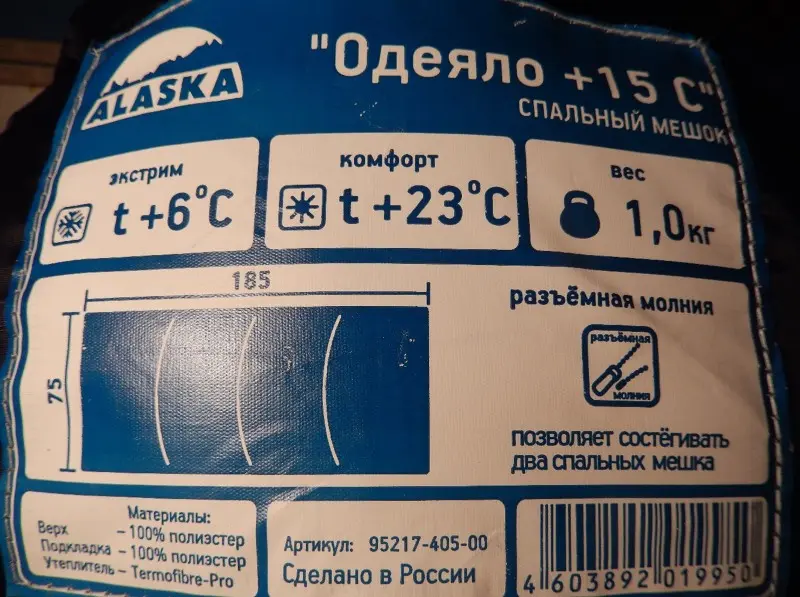 ALASKA
"Одеяло +15 С"
СПАЛЬНЫЙ МЕШОК
экстрим
t +6°C
комфорт
t +23°C
вес
1,0кг
185
75
разъёмная молния
разъёмная
молния
позволяет состёгивать
два спальных мешка
Материалы:
Верх – 100% полиэстер
Подкладка – 100% полиэстер
Утеплитель – Termofibre-Pro
Артикул: 95217-405-00
Сделано в России
4 603892 019950